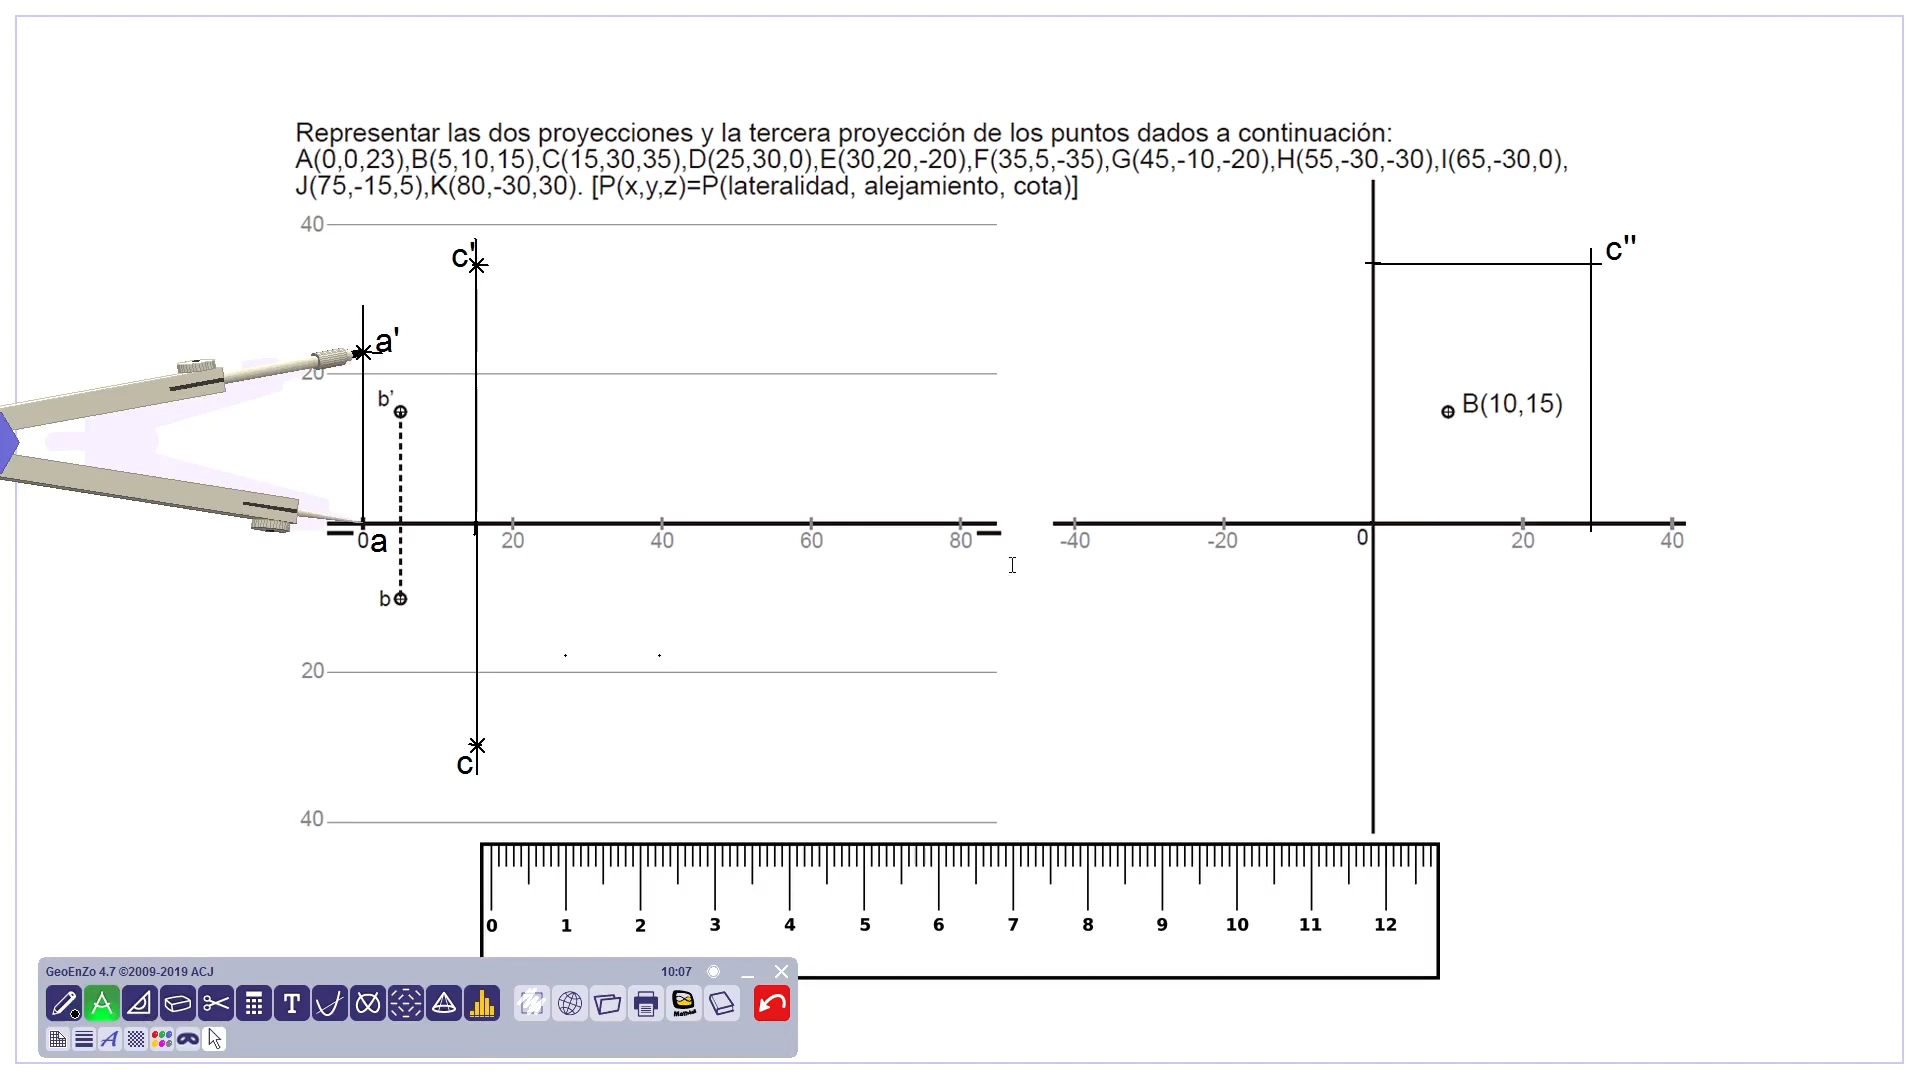 Representar las dos proyecciones y la tercera proyección de los puntos dados a continuación:
A(0,0,23),B(5,10,15),C(15,30,35),D(25,30,0),E(30,20,-20),F(35,5,-35),G(45,-10,-20),H(55,-30,-30),I(65,-30,0),
J(75,-15,5),K(80,-30,30). [P(x,y,z)=P(lateralidad, alejamiento, cota)]
40
c'
c''
a'
20
b'
B(10,15)
0 a 20 40 60 80
-40 -20 0 20 40
b
20
c
40
0 1 2 3 4 5 6 7 8 9 10 11 12
GeoEnZo 4.7 ©2009-2019 ACJ 10:07
T
A